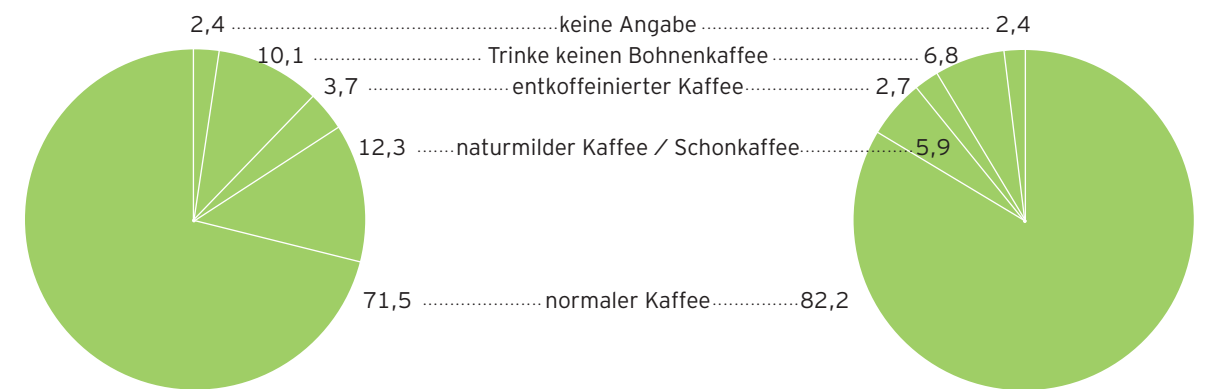 2,4 keine Angabe 2,4
10,1 Trinke keinen Bohnenkaffee 6,8
3,7 entkoffeinierter Kaffee 2,7
12,3 naturmilder Kaffee / Schonkaffee 5,9
71,5 normaler Kaffee 82,2